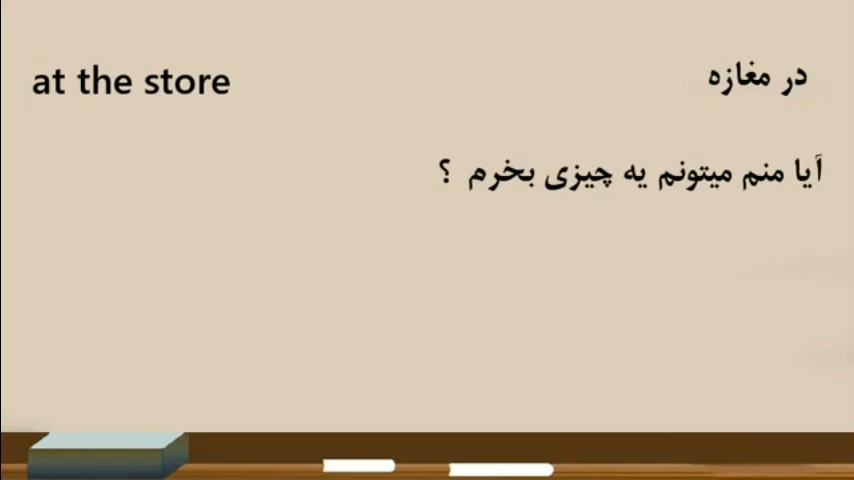 at the store
در مغازه
آیا منم میتونم یه چیزی بخرم ؟